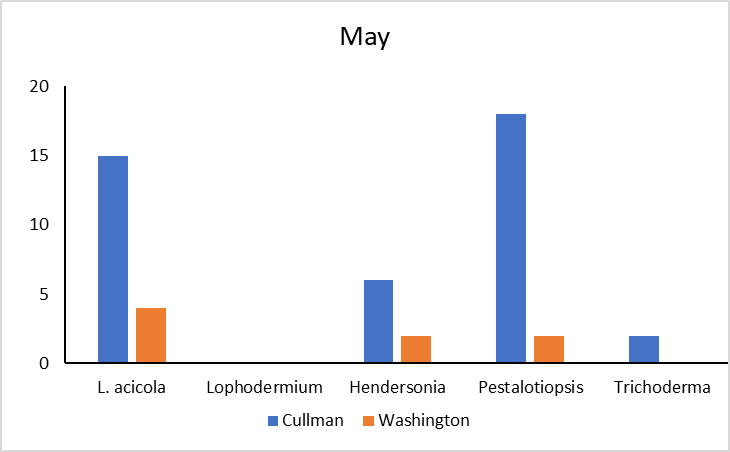 May
20
15
10
5
0
L. acicola Lophodermium Hendersonia Pestalotiopsis Trichoderma
Cullman Washington